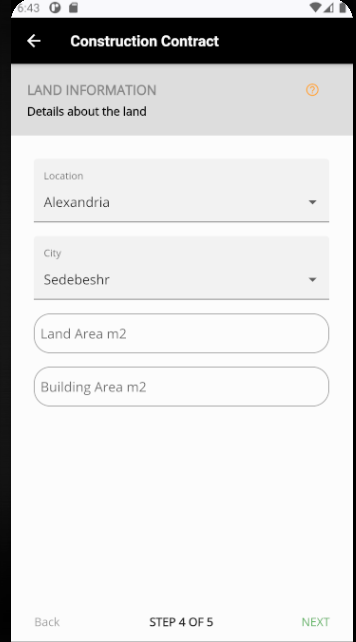 6:43
Construction Contract
LAND INFORMATION
Details about the land
Location
Alexandria
City
Sedebeshr
Land Area m2
Building Area m2
Back STEP 4 OF 5 NEXT